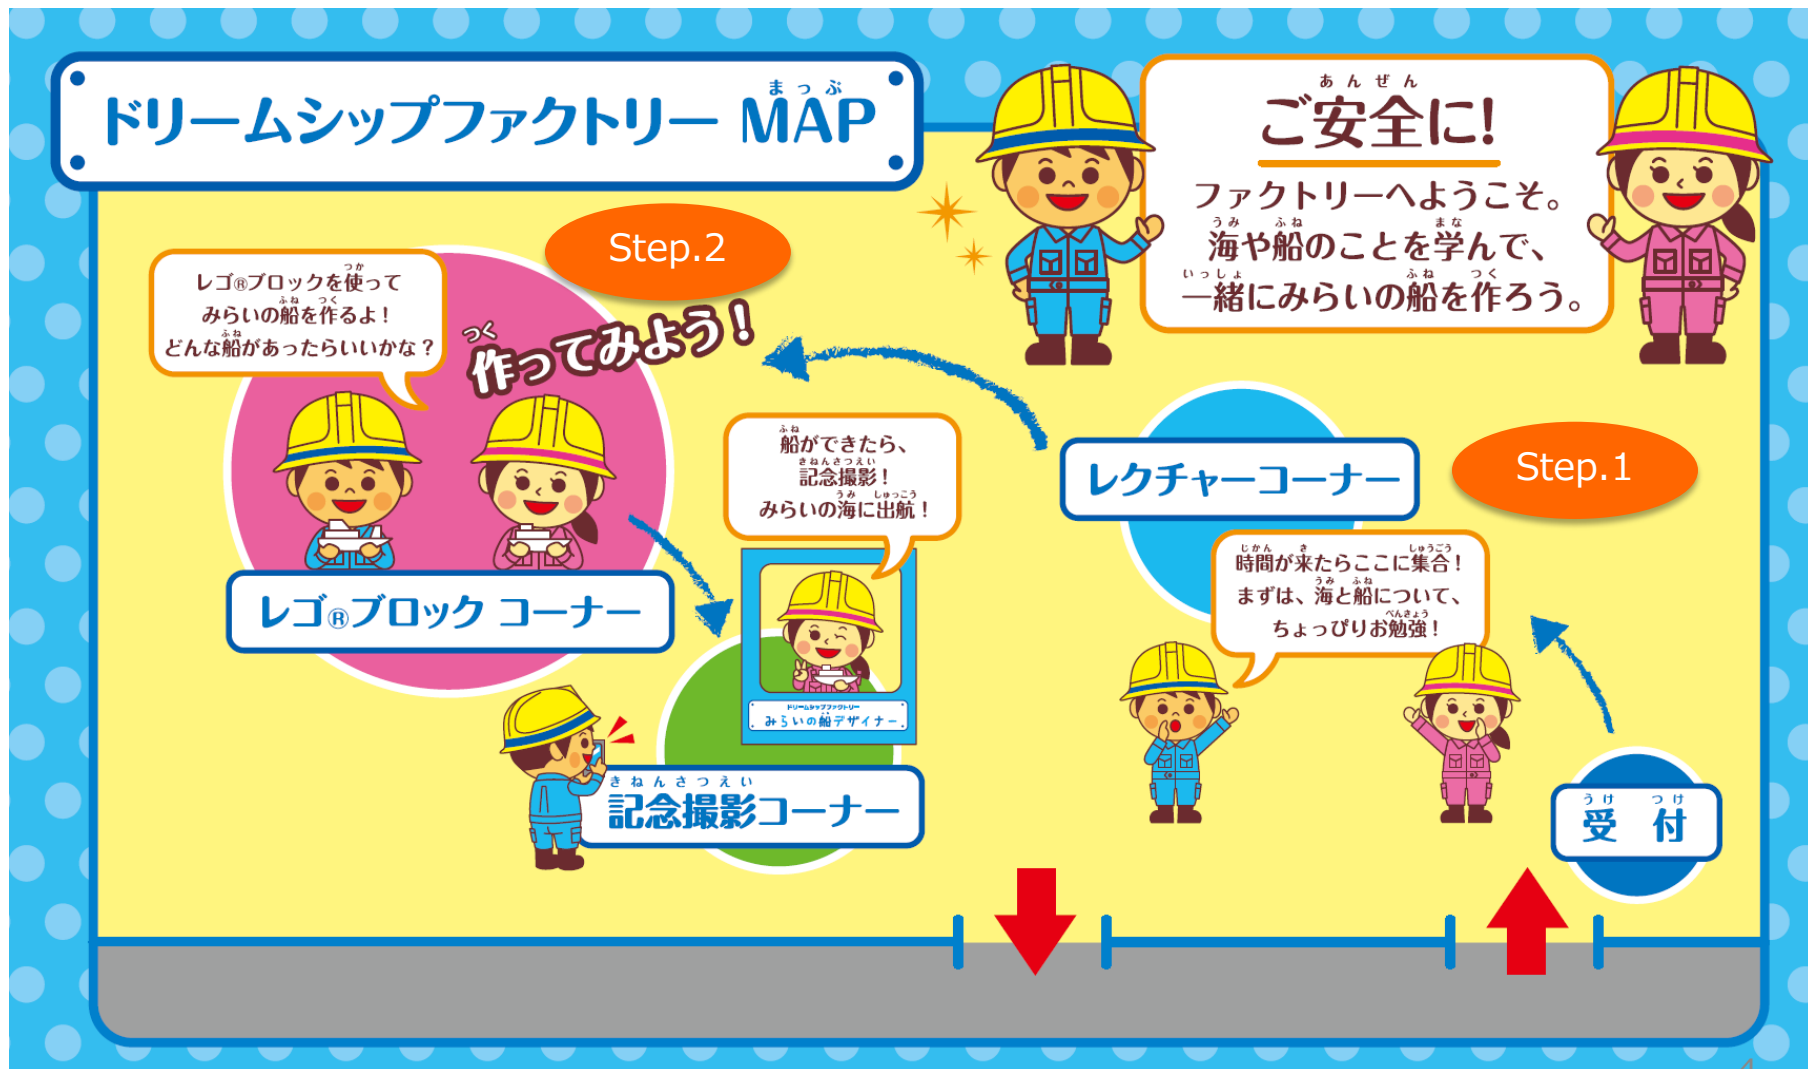 ドリームシップファクトリー MAP
まっぷ
あんぜん
ご安全に!
ファクトリーへようこそ。
うみ ふね まな
海や船のことを学んで、
いっしょ ふね つく
一緒にみらいの船を作ろう。
Step.2
つか
レゴ®ブロックを使って
ふね つく
みらいの船を作るよ!
ふね
どんな船があったらいいかな?
つく
作ってみよう!
レゴ®ブロック コーナー
ふね
船ができたら、
きねんさつえい
記念撮影!
うみ しゅっこう
みらいの海に出航!
ドリームシップファクトリー
みらいの船デザイナー
きねんさつえい
記念撮影コーナー
レクチャーコーナー
Step.1
じかん き しゅうごう
時間が来たらここに集合!
うみ ふね
まずは、海と船について、
べんきょう
ちょっぴりお勉強!
うけ つけ
受 付